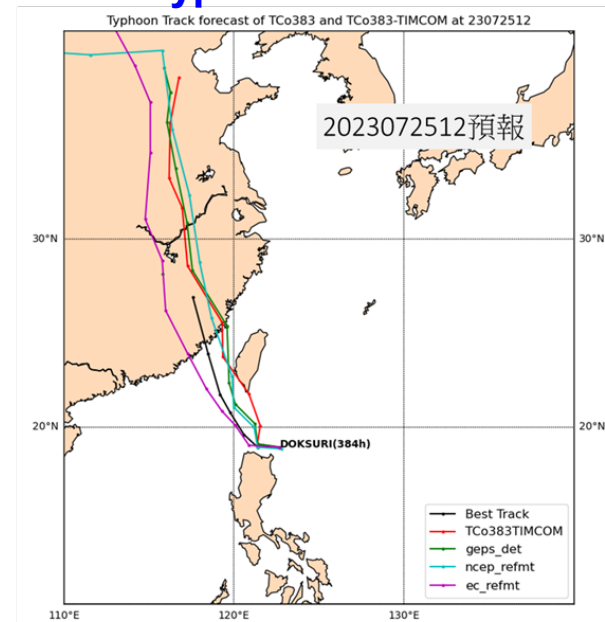 Typhoon Track forecast of TCo383 and TCo383-TIMCOM at 23072512
2023072512預報
30°N
30°N
20°N
20°N
DOKSURI(384h)
Best Track
TCo383TIMCOM
geps_det
ncep_refmt
ec_refmt
110°E
120°E
130°E